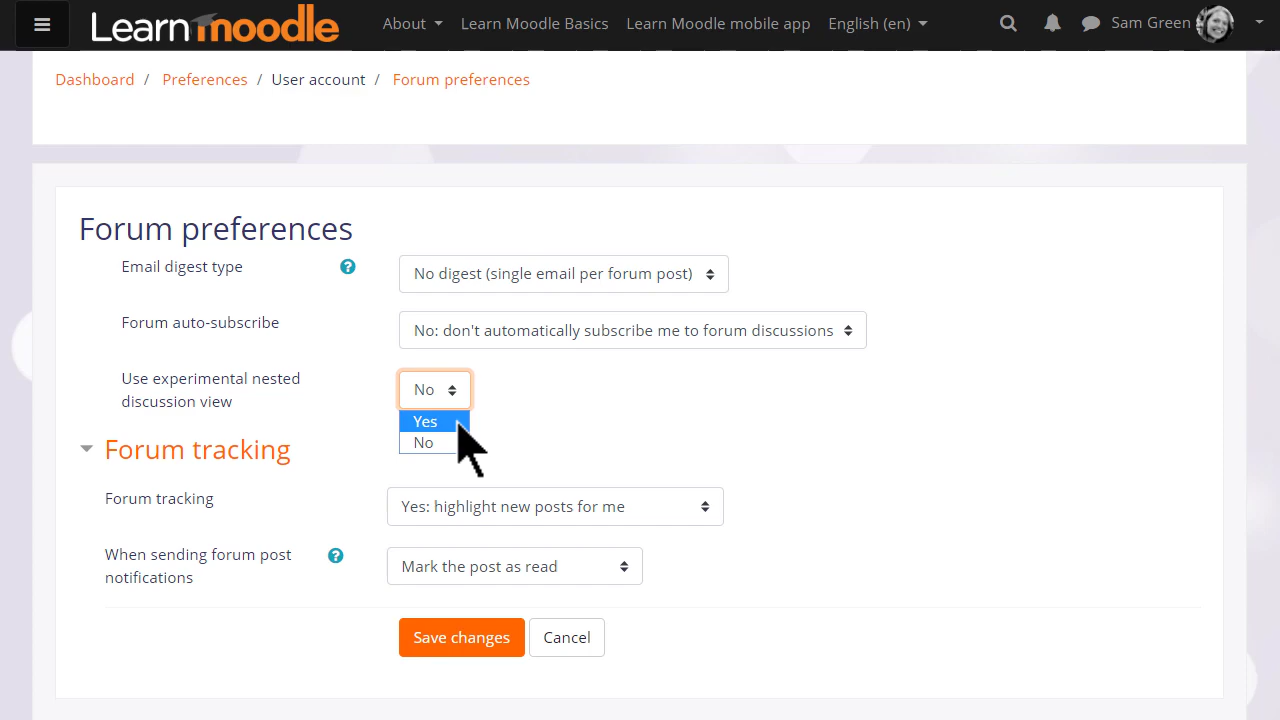 Learn moodle About Learn Moodle Basics Learn Moodle mobile app English (en) Sam Green
Dashboard / Preferences / User account / Forum preferences
Forum preferences
Email digest type ? No digest (single email per forum post)
Forum auto-subscribe No: don't automatically subscribe me to forum discussions
Use experimental nested
discussion view
No
Yes
No
Forum tracking
Forum tracking Yes: highlight new posts for me
When sending forum post
notifications
? Mark the post as read
Save changes Cancel